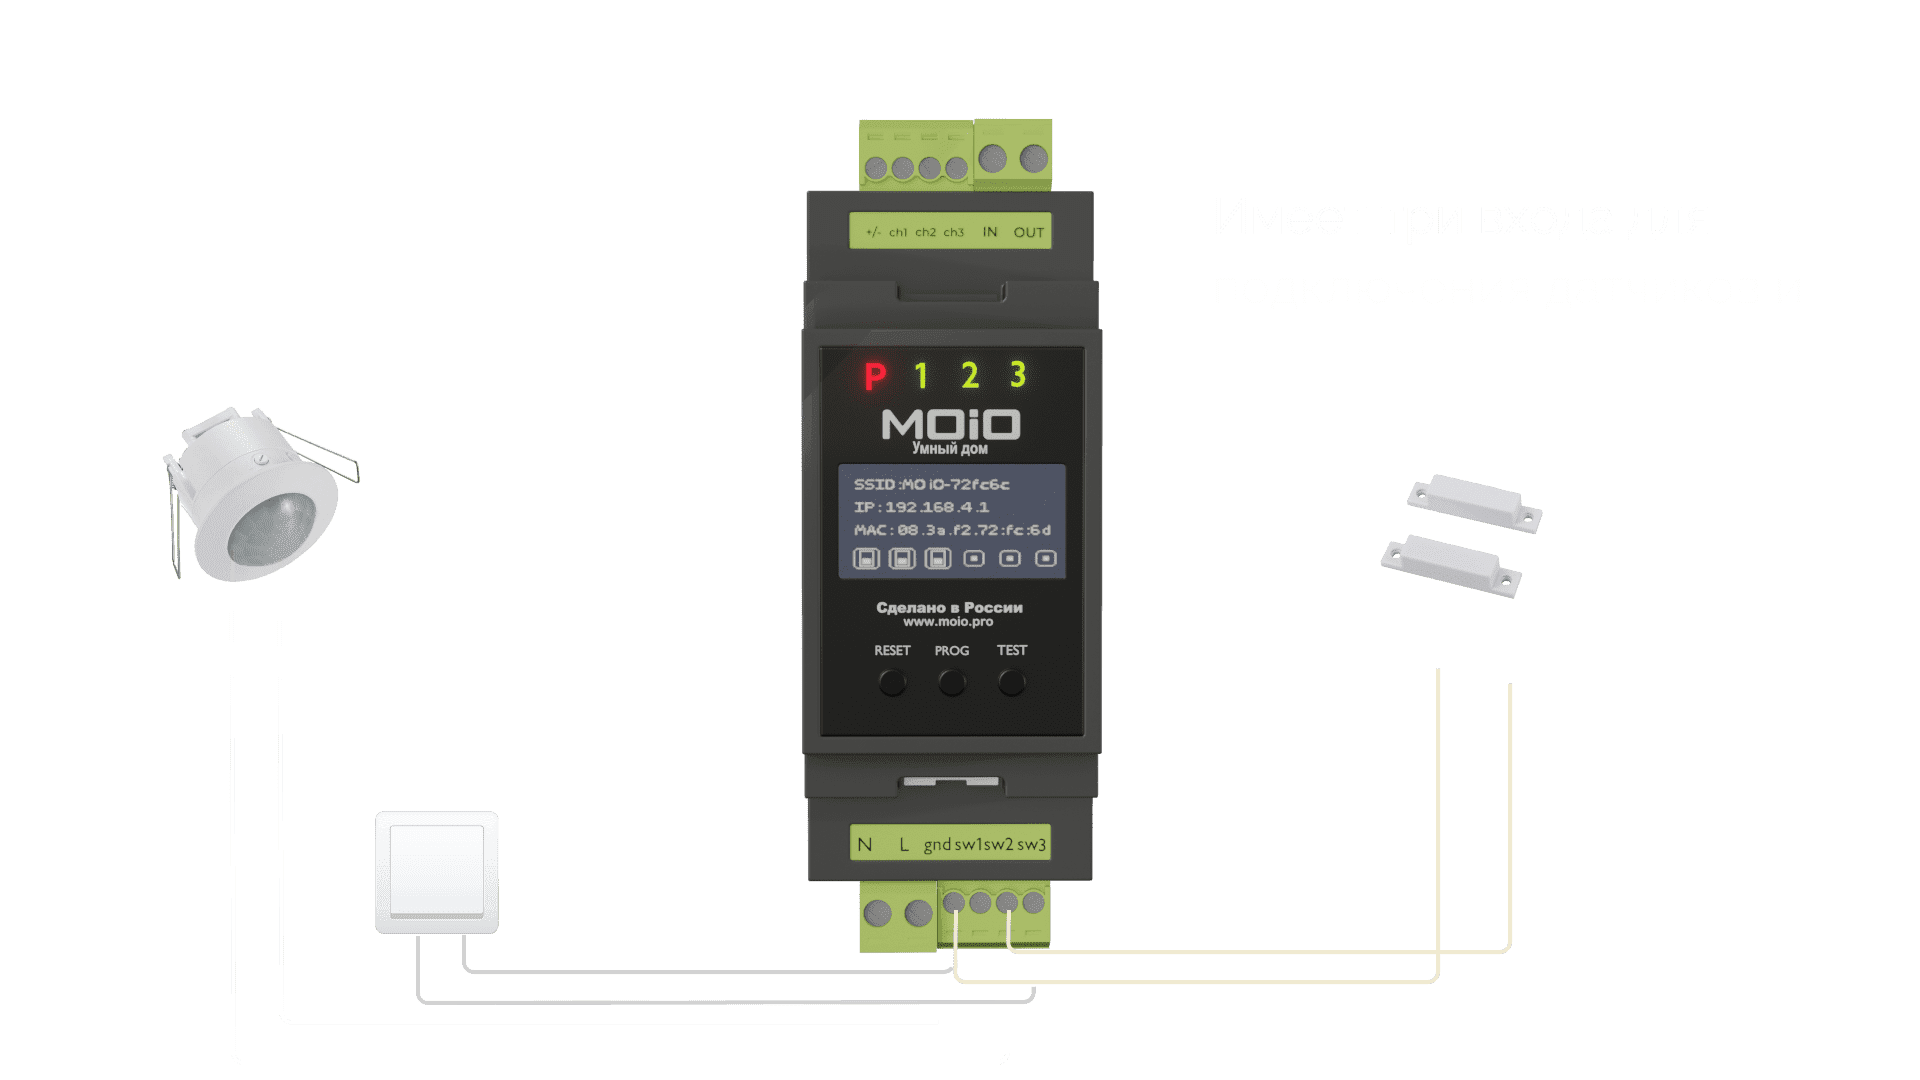 +/- ch1 ch2 ch3 IN OUT
P 1 2 3
MOiO
Умный дом
SSID:MOiO-72fc6c
IP:192.168.4.1
MAC:08.3a.f2.72:fc:6d
Сделано в России
www.moio.pro
RESET PROG TEST
N L gnd sw1 sw2 sw3